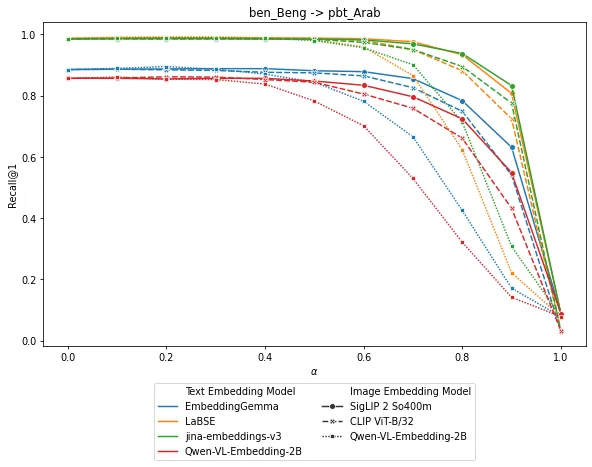 ben_Beng -> pbt_Arab
Recall@1
1.0
0.8
0.6
0.4
0.2
0.0
0.0 0.2 0.4 0.6 0.8 1.0
α
Text Embedding Model Image Embedding Model
EmbeddingGemma SigLIP 2 So400m
LaBSE CLIP ViT-B/32
jina-embeddings-v3 Qwen-VL-Embedding-2B
Qwen-VL-Embedding-2B